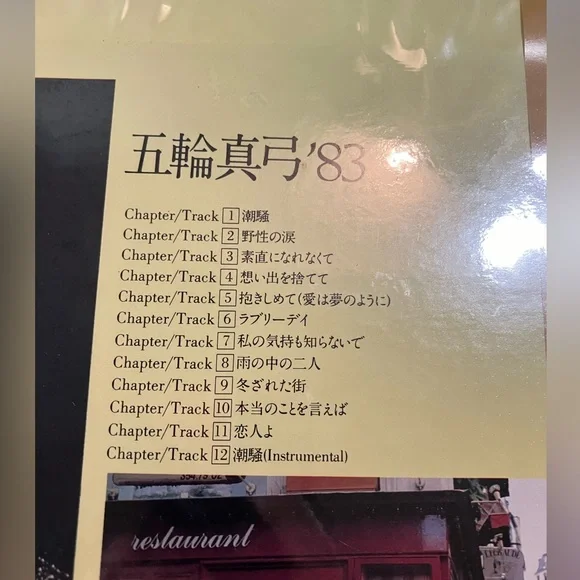 五輪真弓'83
Chapter/Track 1 潮騒
Chapter/Track 2 野性の涙
Chapter/Track 3 素直になれなくて
Chapter/Track 4 想い出を捨てて
Chapter/Track 5 抱きしめて(愛は夢のように)
Chapter/Track 6 ラブリーデイ
Chapter/Track 7 私の気持も知らないで
Chapter/Track 8 雨の中の二人
Chapter/Track 9 冬ざれた街
Chapter/Track 10 本当のことを言えば
Chapter/Track 11 恋人よ
Chapter/Track 12 潮騒(Instrumental)
restaurant